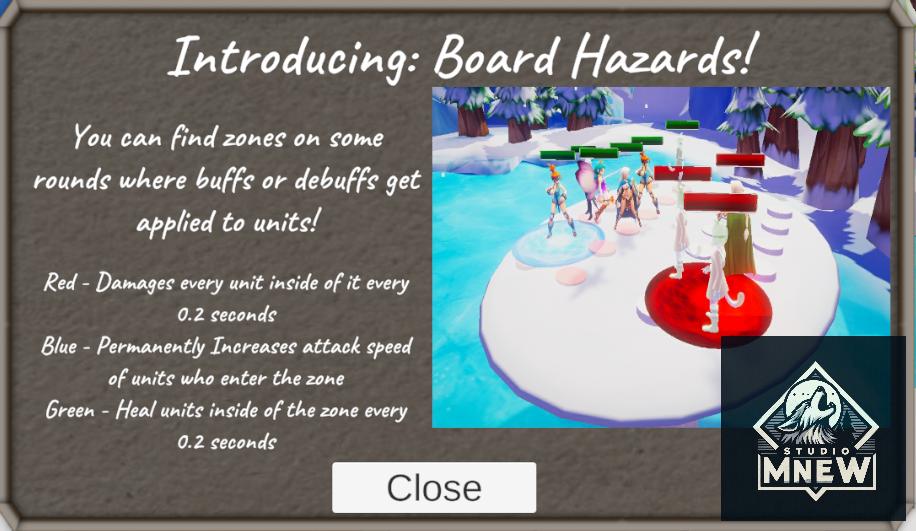 Introducing: Board Hazards!
You can find zones on some
rounds where buffs or debuffs get
applied to units!
Red - Damages every unit inside of it every
0.2 seconds
Blue - Permanently Increases attack speed
of units who enter the zone
Green - Heal units inside of the zone every
0.2 seconds
Close
STUDIO
MNEW